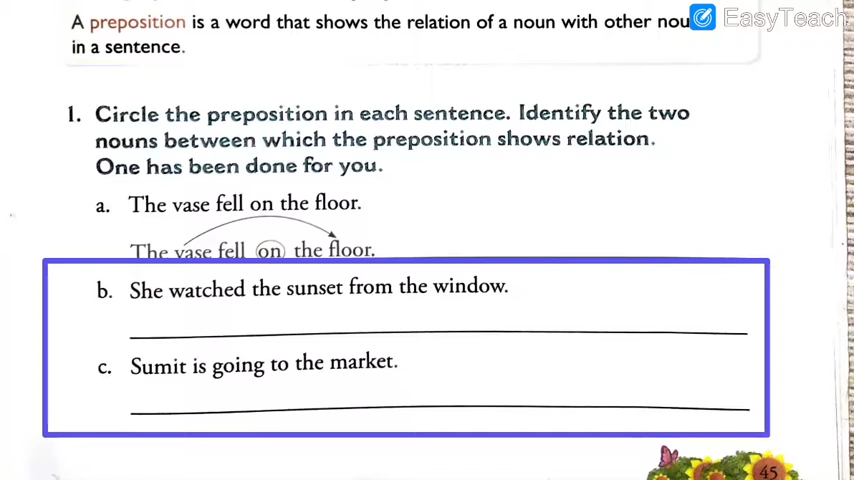 A preposition is a word that shows the relation of a noun with other nou
EasyTeach
in a sentence.
1. Circle the preposition in each sentence. Identify the two
nouns between which the preposition shows relation.
One has been done for you.
a. The vase fell on the floor.
The vase fell on the floor.
b. She watched the sunset from the window.
c. Sumit is going to the market.
45